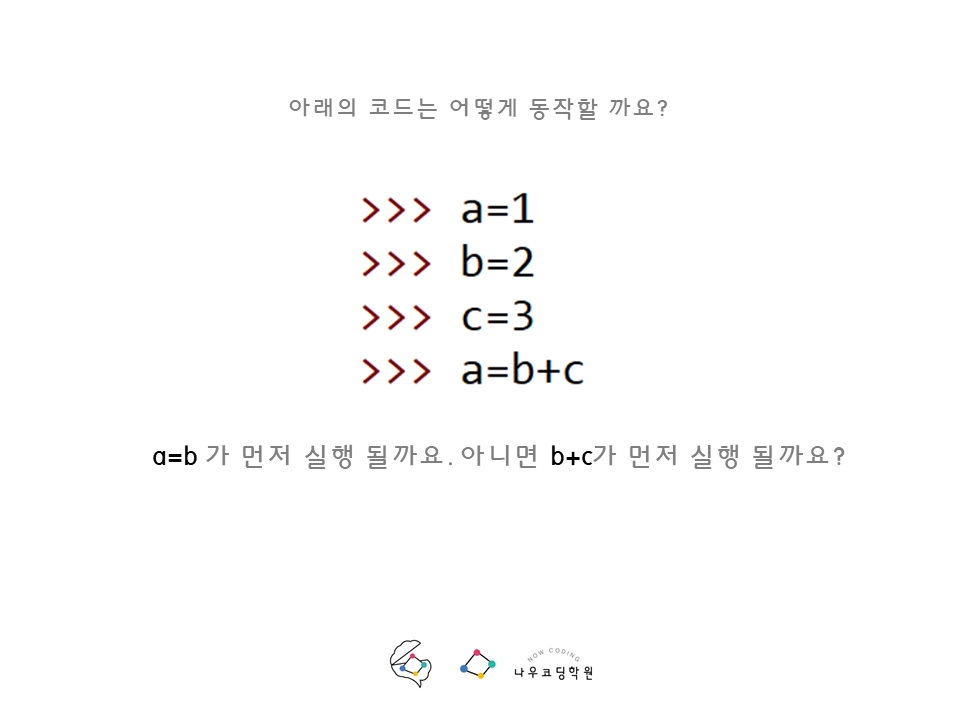 아래의 코드는 어떻게 동작할 까요?
>>> a=1
>>> b=2
>>> c=3
>>> a=b+c
a=b 가 먼저 실행 될까요. 아니면 b+c가 먼저 실행 될까요?
NOW CODING
나우코딩학원